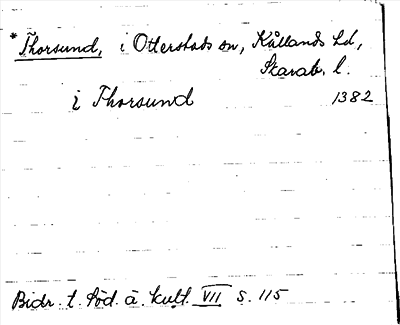 * Thorsund, i Otterstads sn, Kållands hd,
Skarab. l.
i Thorsund 1382
Bidr. t. söd. ä. kult. VII s. 115